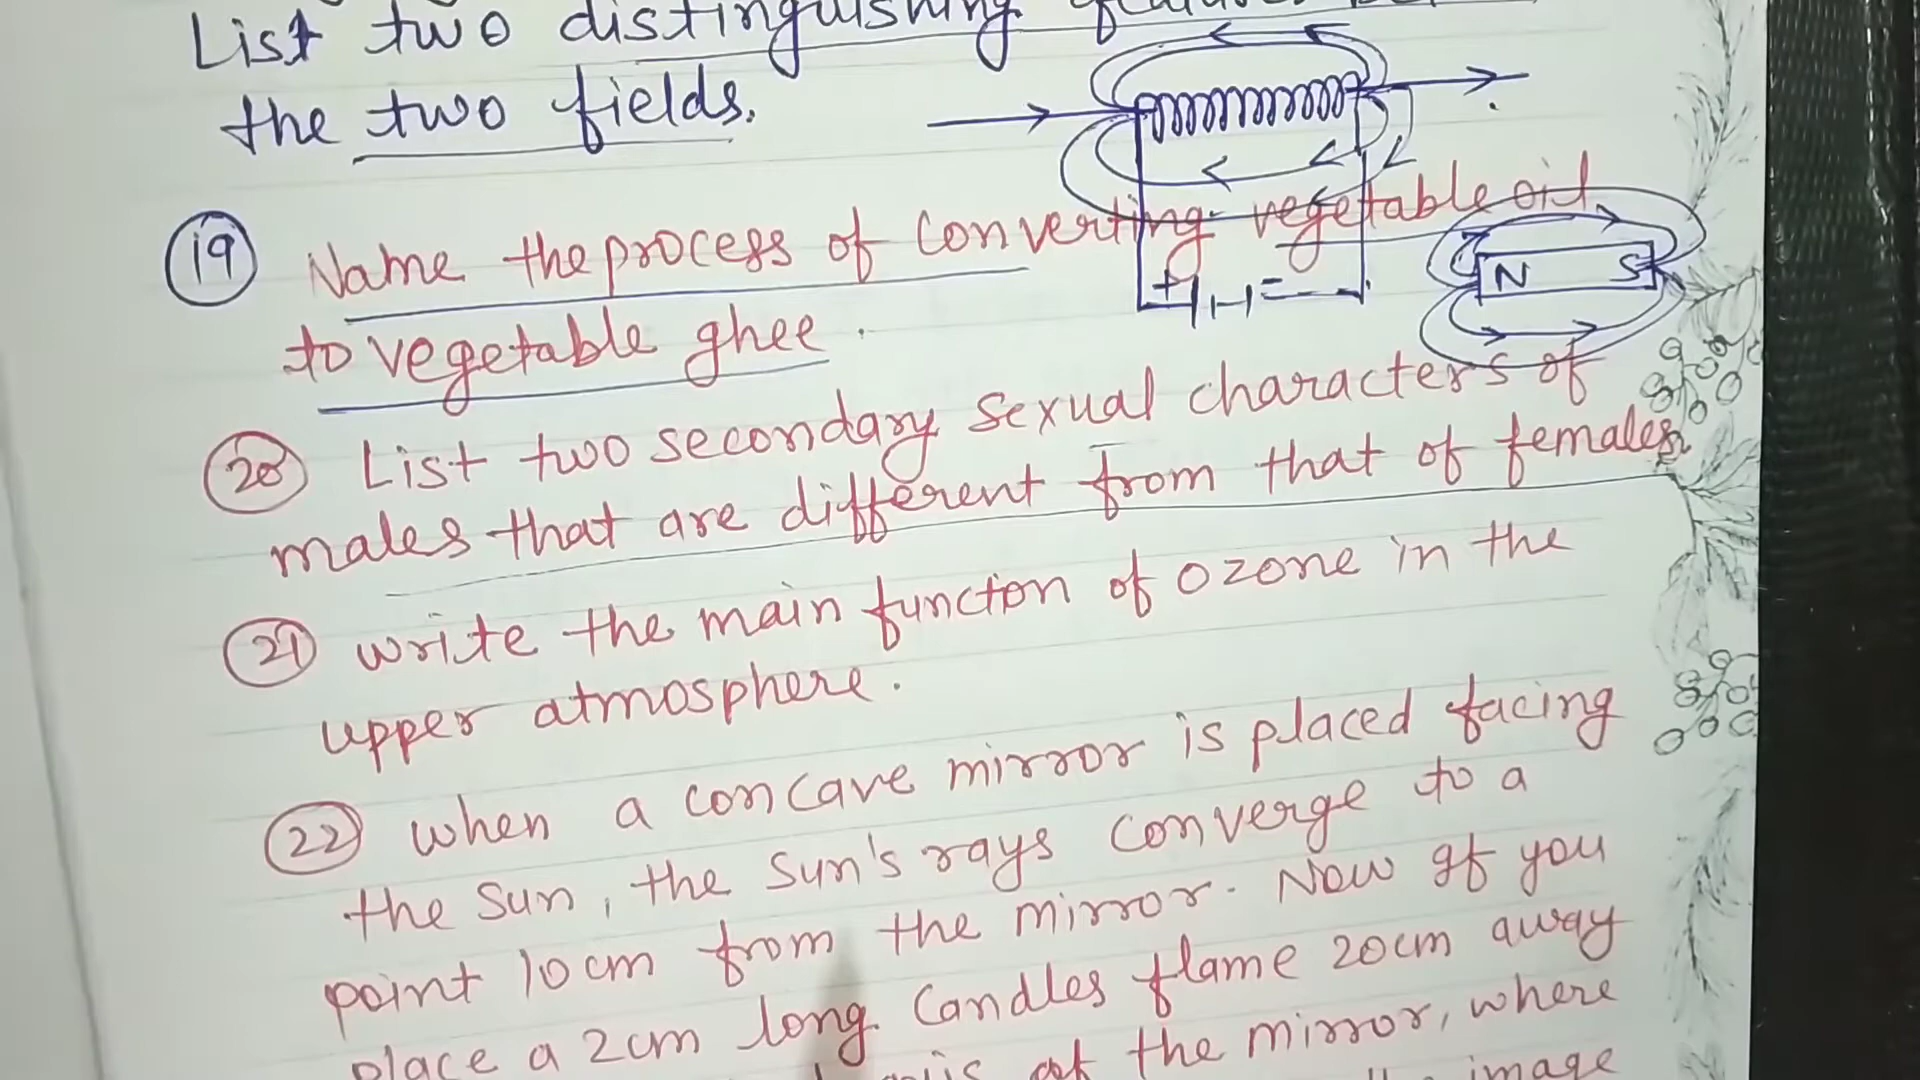 List two distinguishing
the two fields.
19 Name the process of converting vegetable oil
to vegetable ghee.
N S
20 List two secondary sexual characters of
males that are different from that of females.
21 write the main function of ozone in the
upper atmosphere.
22 when a concave mirror is placed facing
the sun, the sun's rays converge to a
point 10cm from the mirror. Now If you
place a 2cm long candles flame 20cm away
of the mirror, where
image